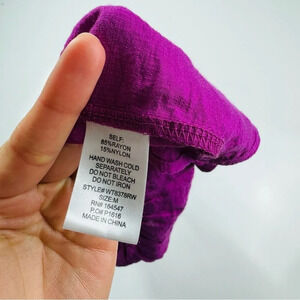 SELF:
85%RAYON
15%NYLON
HAND WASH COLD
SEPARATELY
DO NOT BLEACH
DO NOT IRON
STYLE# WT8378RW
SIZE:M
RN# 164547
P.O# P1616
MADE IN CHINA